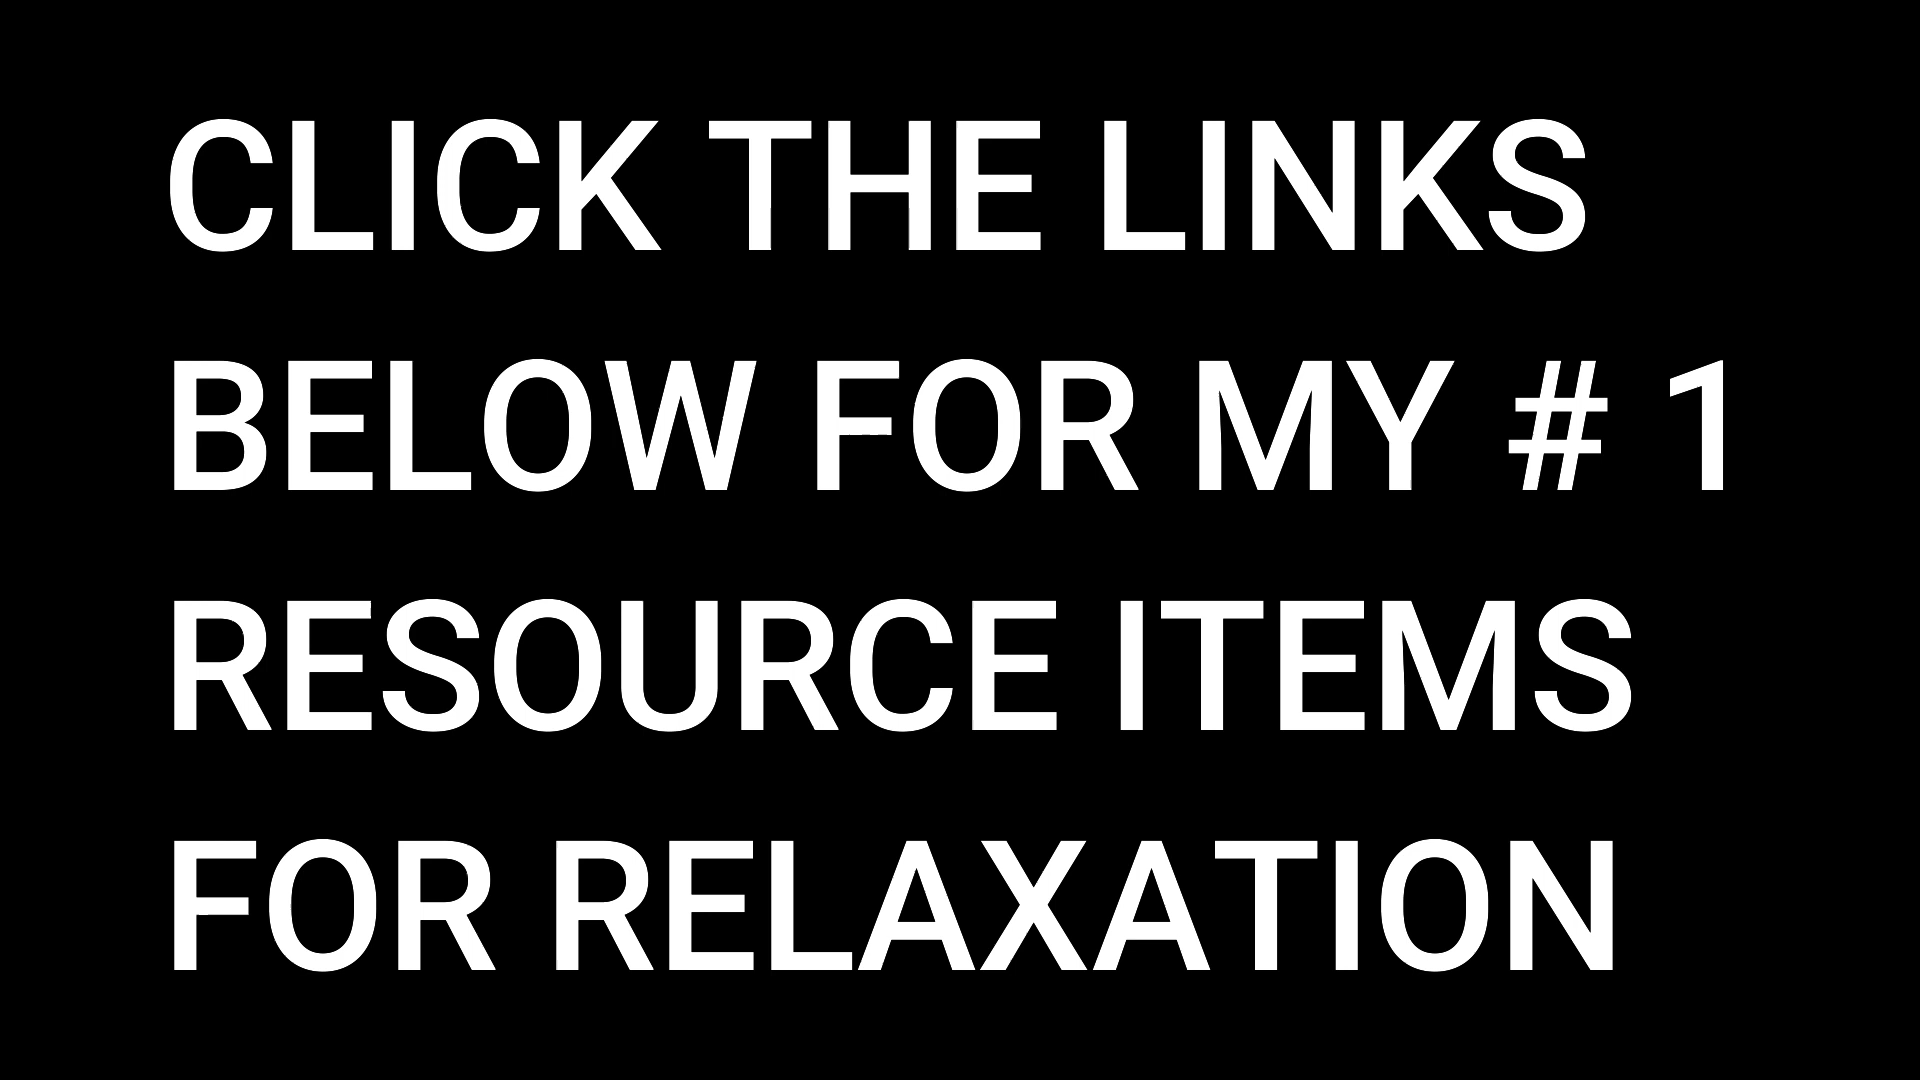 CLICK THE LINKS
BELOW FOR MY # 1
RESOURCE ITEMS
FOR RELAXATION